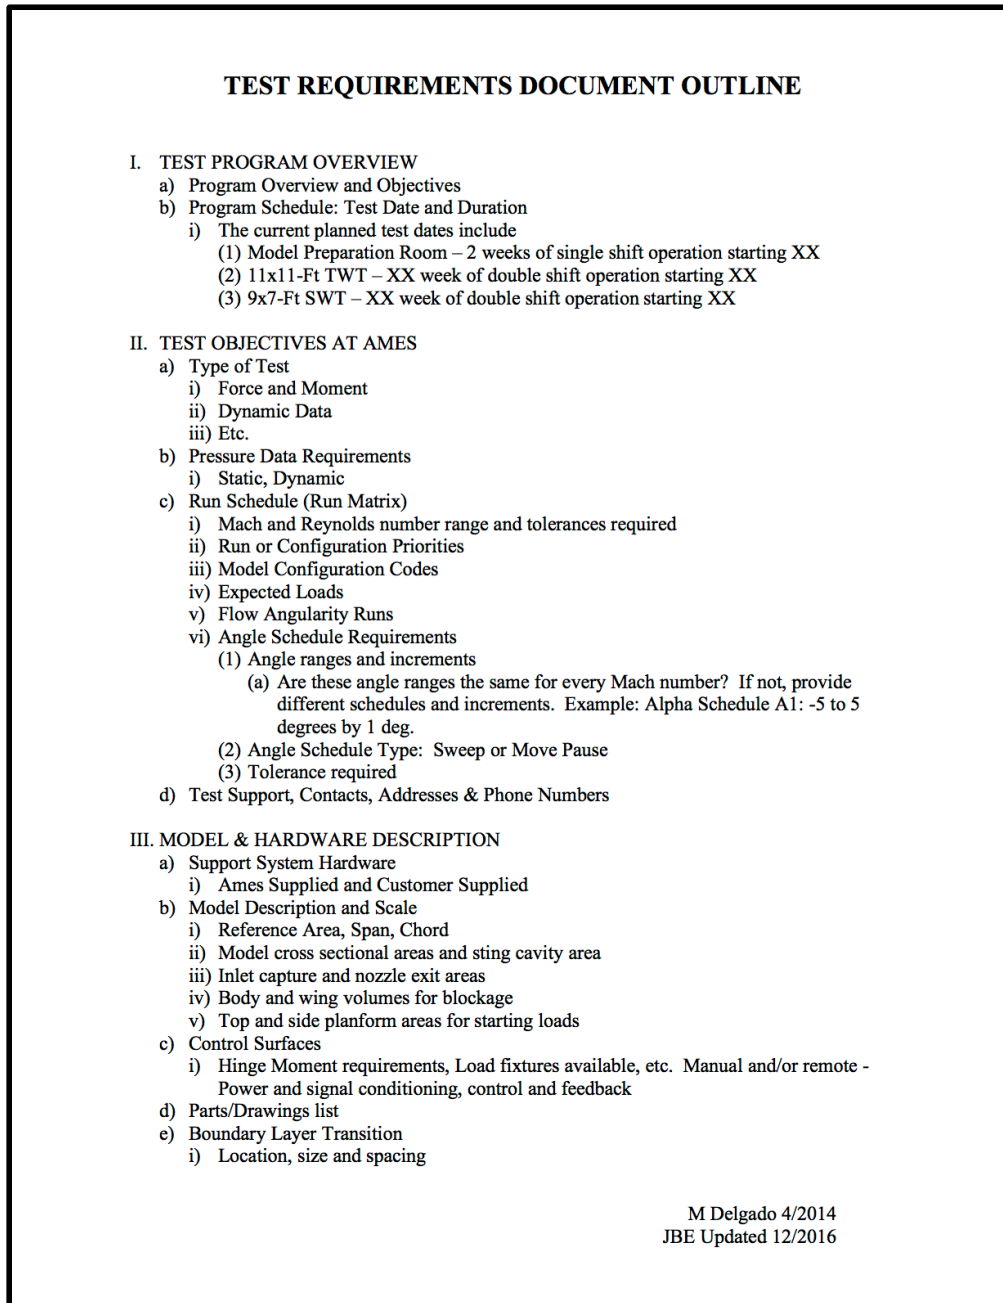 TEST REQUIREMENTS DOCUMENT OUTLINE
I. TEST PROGRAM OVERVIEW
a) Program Overview and Objectives
b) Program Schedule: Test Date and Duration
i) The current planned test dates include
(1) Model Preparation Room – 2 weeks of single shift operation starting XX
(2) 11x11-Ft TWT – XX week of double shift operation starting XX
(3) 9x7-Ft SWT – XX week of double shift operation starting XX
II. TEST OBJECTIVES AT AMES
a) Type of Test
i) Force and Moment
ii) Dynamic Data
iii) Etc.
b) Pressure Data Requirements
i) Static, Dynamic
c) Run Schedule (Run Matrix)
i) Mach and Reynolds number range and tolerances required
ii) Run or Configuration Priorities
iii) Model Configuration Codes
iv) Expected Loads
v) Flow Angularity Runs
vi) Angle Schedule Requirements
(1) Angle ranges and increments
(a) Are these angle ranges the same for every Mach number? If not, provide
different schedules and increments. Example: Alpha Schedule A1: -5 to 5
degrees by 1 deg.
(2) Angle Schedule Type: Sweep or Move Pause
(3) Tolerance required
d) Test Support, Contacts, Addresses & Phone Numbers
III. MODEL & HARDWARE DESCRIPTION
a) Support System Hardware
i) Ames Supplied and Customer Supplied
b) Model Description and Scale
i) Reference Area, Span, Chord
ii) Model cross sectional areas and sting cavity area
iii) Inlet capture and nozzle exit areas
iv) Body and wing volumes for blockage
v) Top and side planform areas for starting loads
c) Control Surfaces
i) Hinge Moment requirements, Load fixtures available, etc. Manual and/or remote -
Power and signal conditioning, control and feedback
d) Parts/Drawings list
e) Boundary Layer Transition
i) Location, size and spacing
M Delgado 4/2014
JBE Updated 12/2016